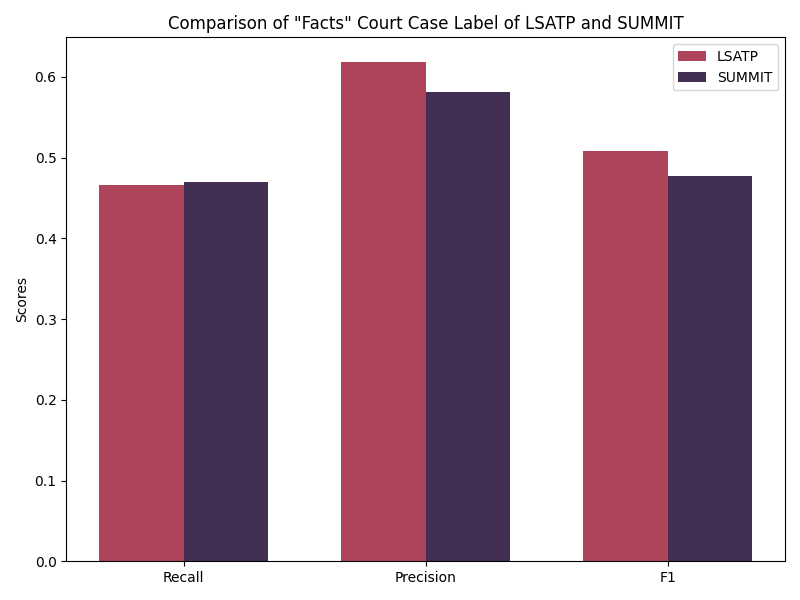 Comparison of "Facts" Court Case Label of LSATP and SUMMIT
LSATP
SUMMIT
Scores
0.6
0.5
0.4
0.3
0.2
0.1
0.0
Recall Precision F1